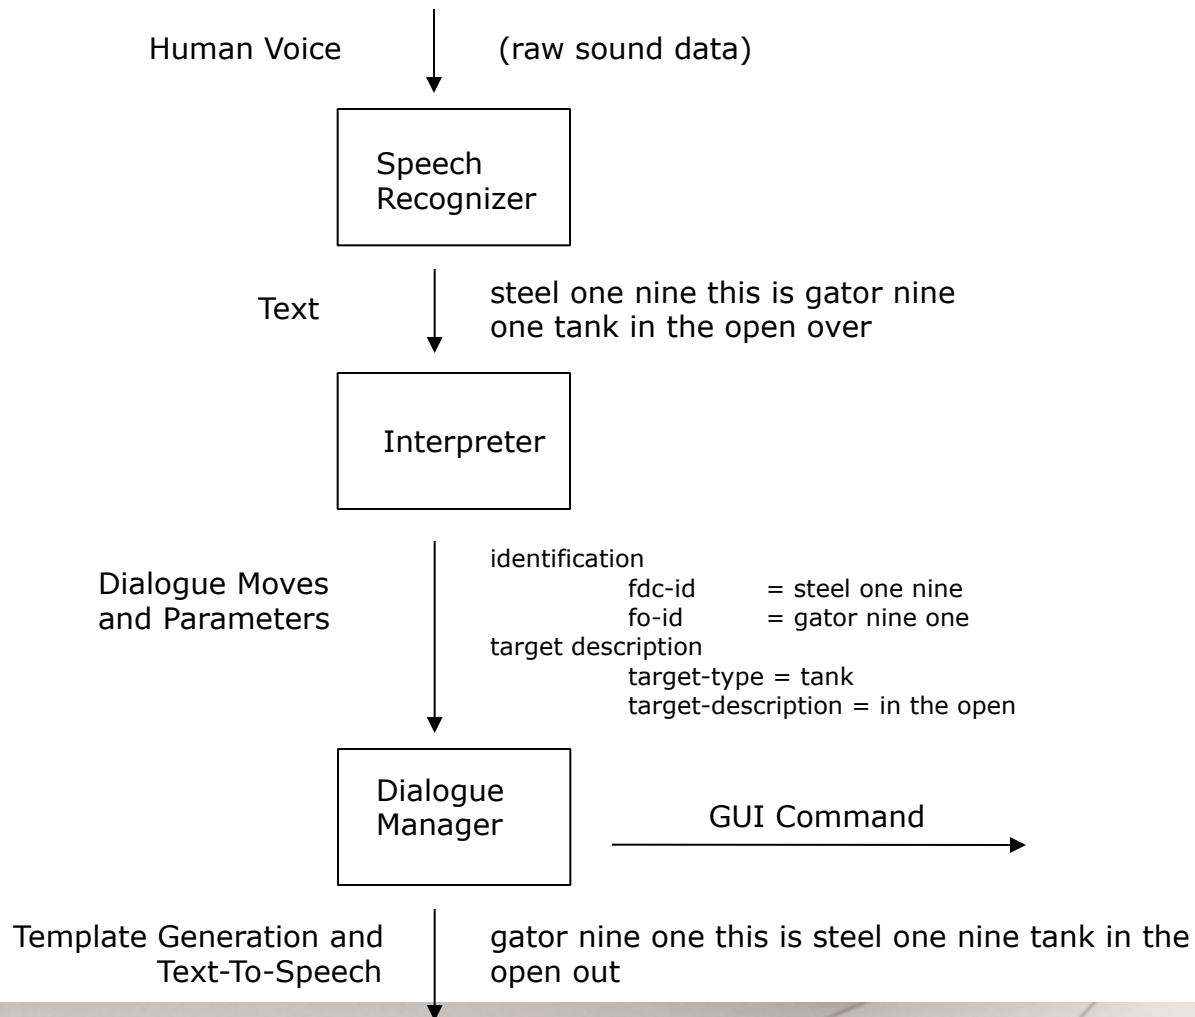 Human Voice
(raw sound data)
Speech
Recognizer
Text
steel one nine this is gator nine
one tank in the open over
Interpreter
Dialogue Moves
and Parameters
identification
fdc-id = steel one nine
fo-id = gator nine one
target description
target-type = tank
target-description = in the open
Dialogue
Manager
GUI Command
Template Generation and
Text-To-Speech
gator nine one this is steel one nine tank in the
open out